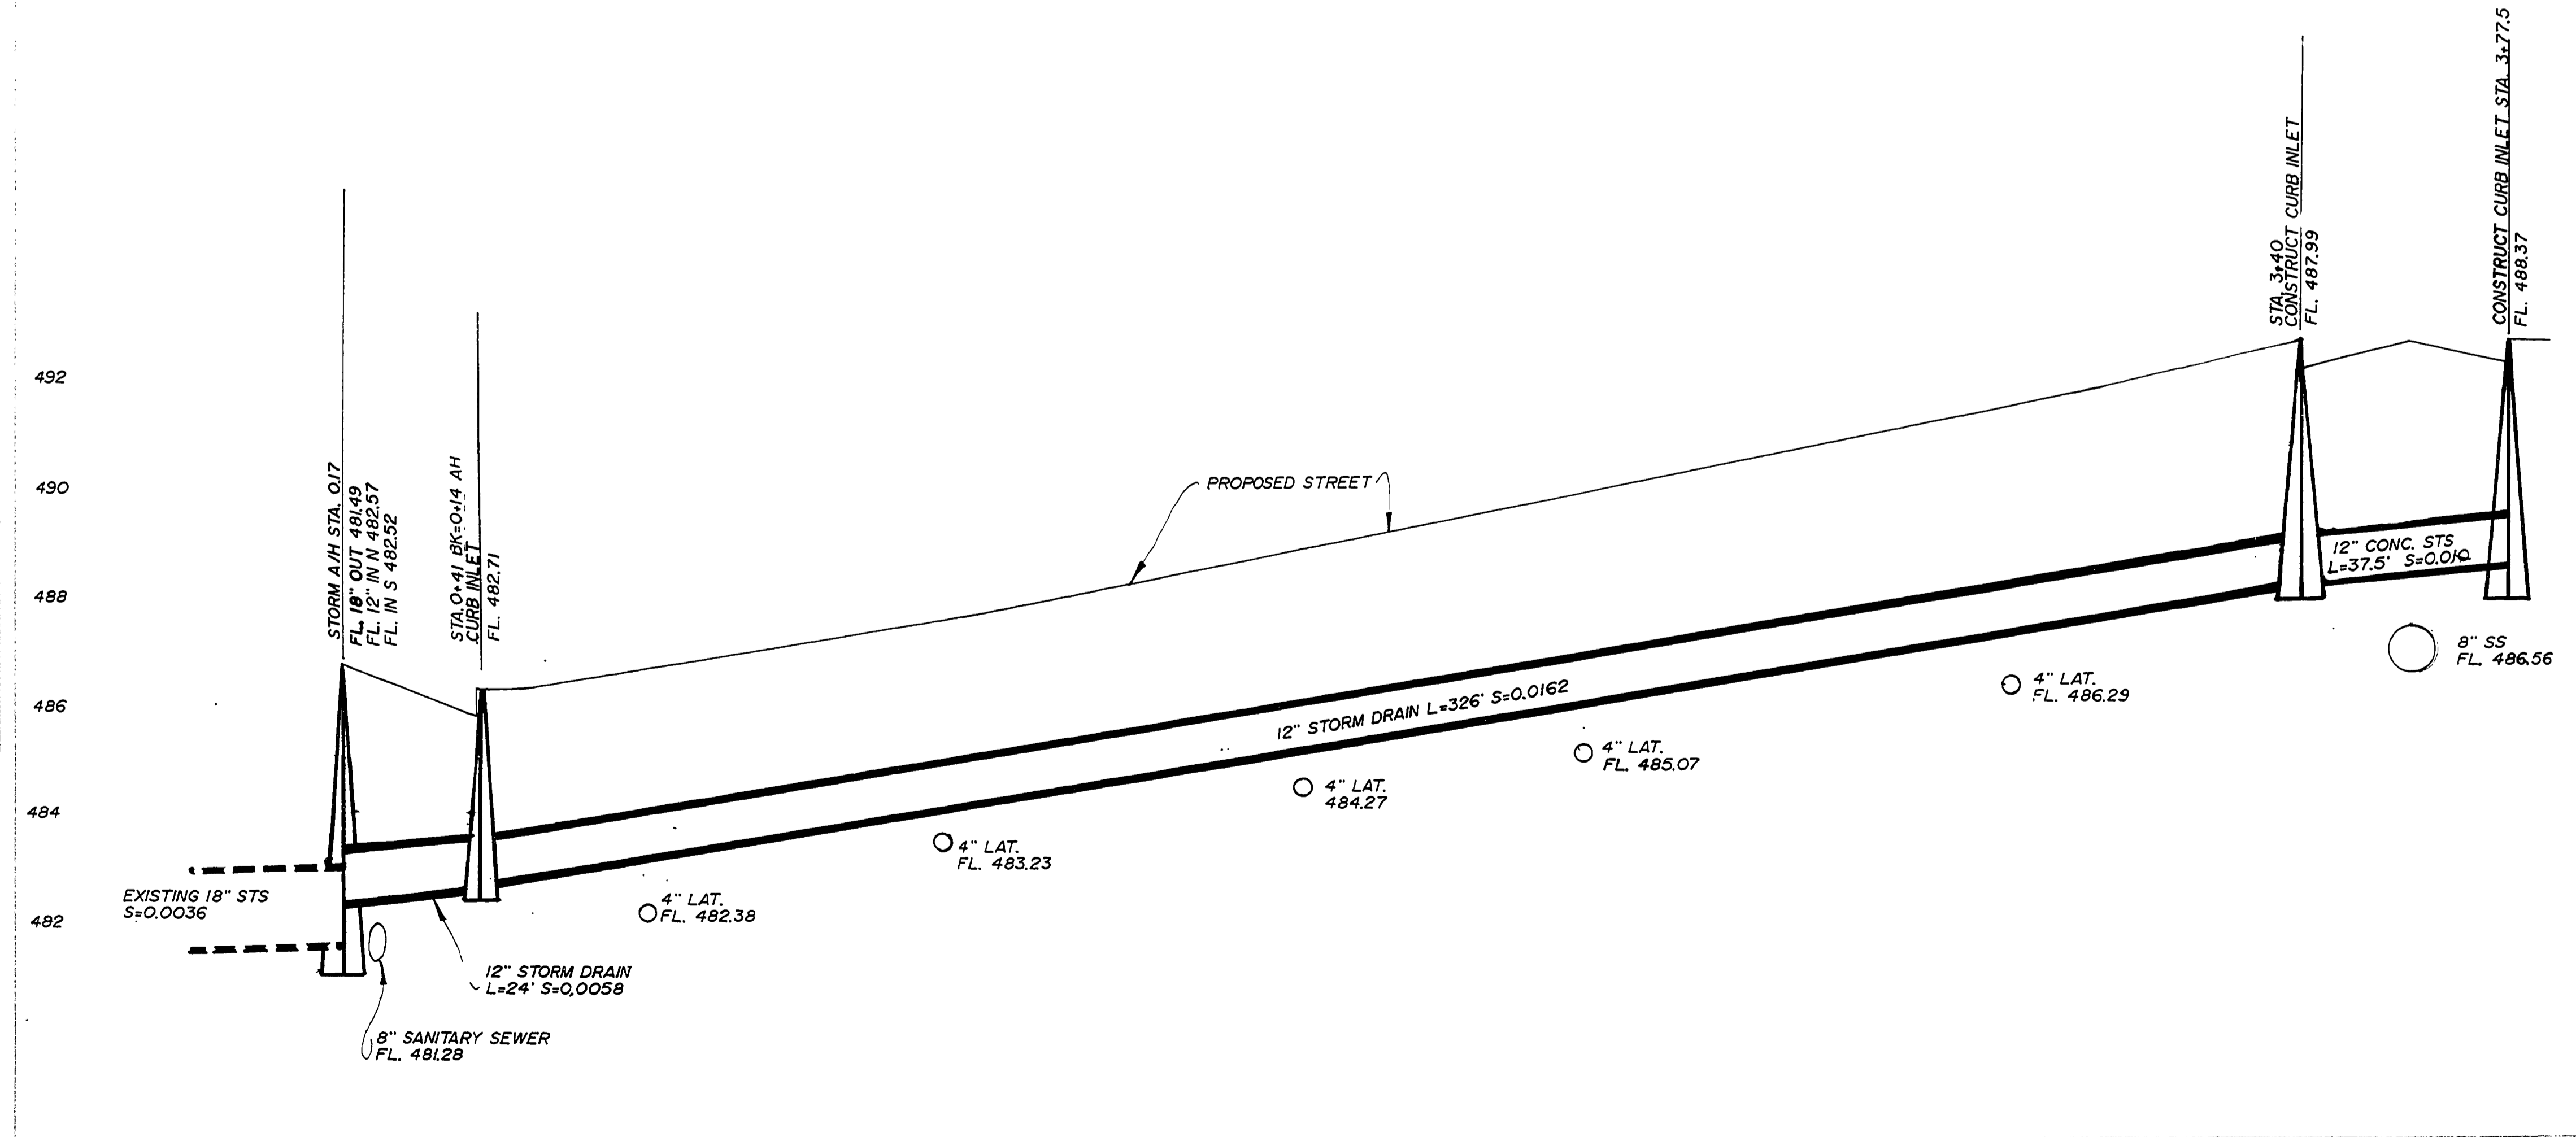 CONSTRUCT CURB INLET STA. 3+77.5
FL. 488.37
STA. 3+40
CONSTRUCT CURB INLET
FL. 487.99
492
490
488
486
484
482
STORM A/H STA. 0.17
FL. 18" OUT 481.49
FL. 12" IN N 482.57
FL. IN S 482.52
STA. 0+41 BK=0+14 AH
CURB INLET
FL. 482.71
PROPOSED STREET
12" CONC. STS
L=37.5' S=0.010
8" SS
FL. 486.56
12" STORM DRAIN L=326' S=0.0162
4" LAT.
FL. 486.29
4" LAT.
FL. 485.07
4" LAT.
484.27
4" LAT.
FL. 483.23
4" LAT.
FL. 482.38
EXISTING 18" STS
S=0.0036
12" STORM DRAIN
L=24' S=0.0058
8" SANITARY SEWER
FL. 481.28